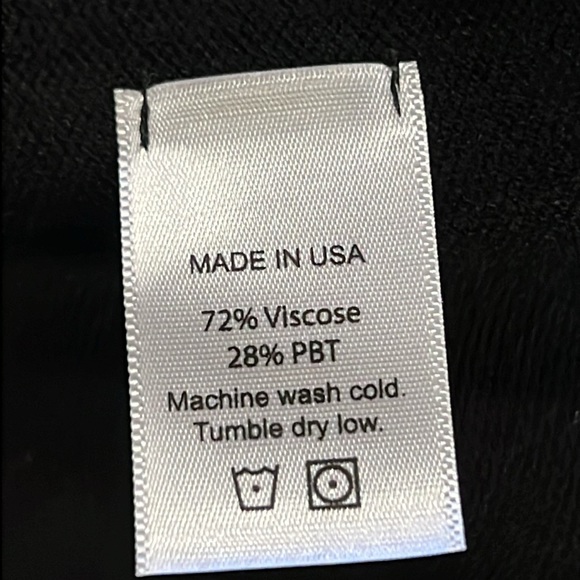 MADE IN USA
72% Viscose
28% PBT
Machine wash cold.
Tumble dry low.